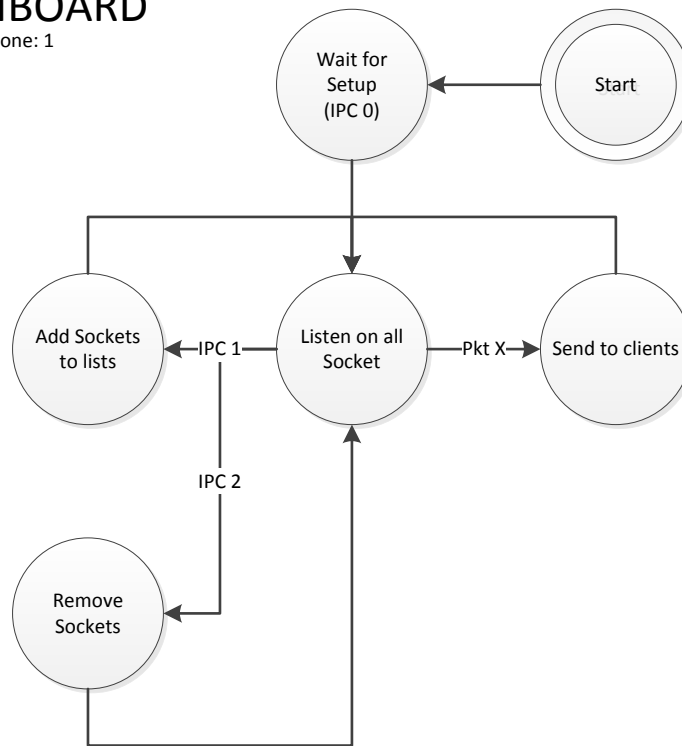 one: 1
Wait for
Setup
(IPC 0)
Start
Add Sockets
to lists
IPC 1
Listen on all
Socket
Pkt X
Send to clients
IPC 2
Remove
Sockets